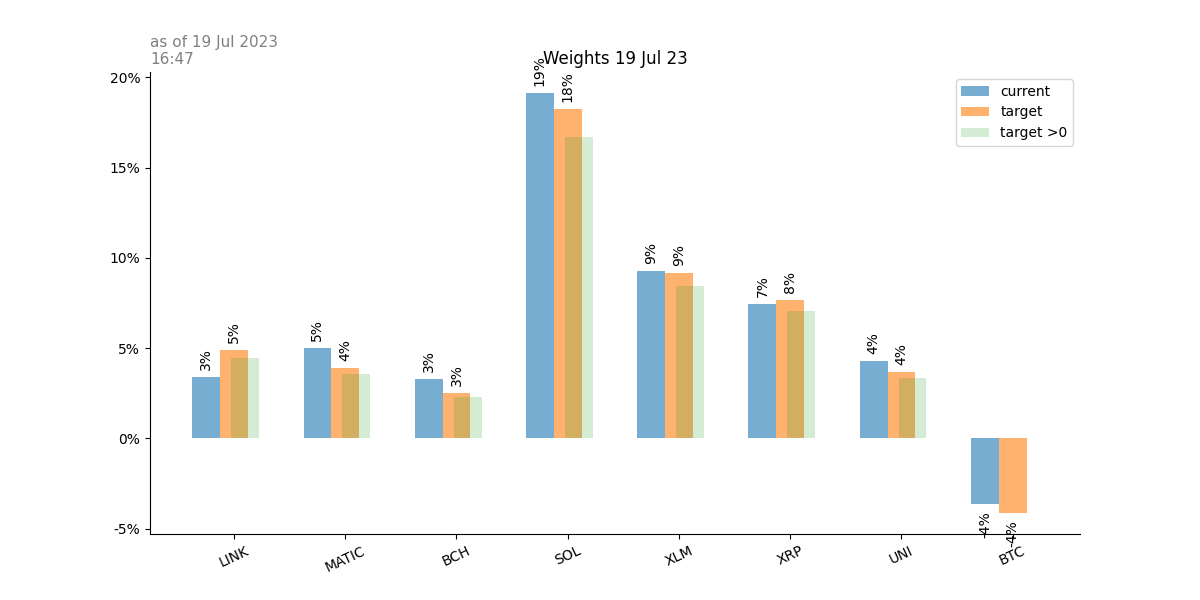 as of 19 Jul 2023
16:47
Weights 19 Jul 23
20%
15%
10%
5%
0%
-5%
current
target
target >0
3%
5%
5%
4%
3%
3%
19%
18%
9%
9%
7%
8%
4%
4%
-4%
-4%
LINK
MATIC
BCH
SOL
XLM
XRP
UNI
BTC